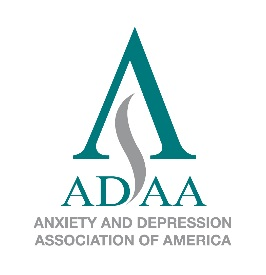 ADAA
ANXIETY AND DEPRESSION
ASSOCIATION OF AMERICA